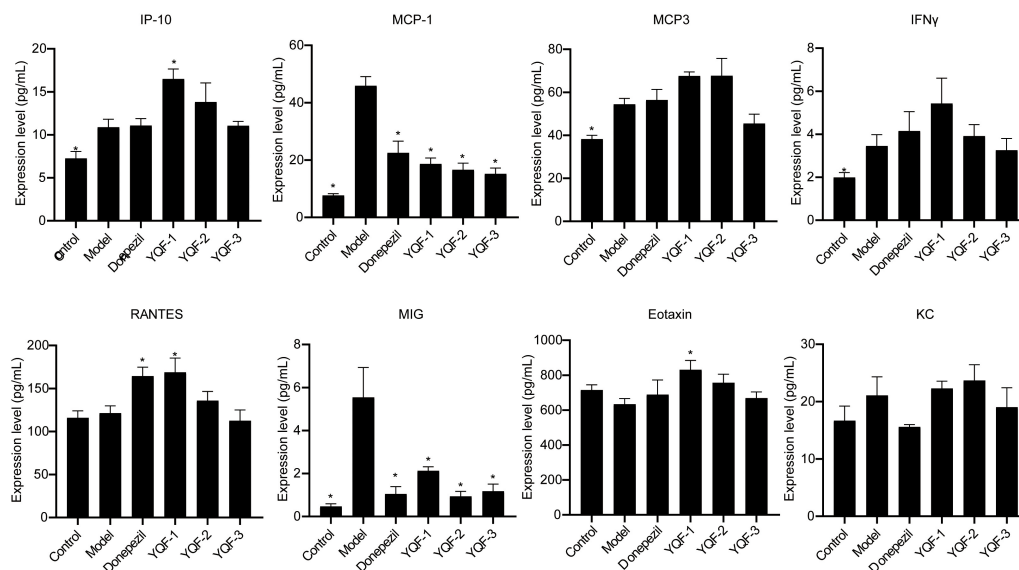 IP-10
Expression level (pg/mL)
20
15
10
5
0
*
*
Control
Model
Donepezil
YQF-1
YQF-2
YQF-3
MCP-1
Expression level (pg/mL)
60
40
20
0
*
*
*
*
*
Control
Model
Donepezil
YQF-1
YQF-2
YQF-3
MCP3
Expression level (pg/mL)
80
60
40
20
0
*
Control
Model
Donepezil
YQF-1
YQF-2
YQF-3
IFNγ
Expression level (pg/mL)
8
6
4
2
0
*
Control
Model
Donepezil
YQF-1
YQF-2
YQF-3
RANTES
Expression level (pg/mL)
200
150
100
50
0
*
*
Control
Model
Donepezil
YQF-1
YQF-2
YQF-3
MIG
Expression level (pg/mL)
8
6
4
2
0
*
*
*
*
*
Control
Model
Donepezil
YQF-1
YQF-2
YQF-3
Eotaxin
Expression level (pg/mL)
1000
800
600
400
200
0
*
Control
Model
Donepezil
YQF-1
YQF-2
YQF-3
KC
Expression level (pg/mL)
30
20
10
0
Control
Model
Donepezil
YQF-1
YQF-2
YQF-3